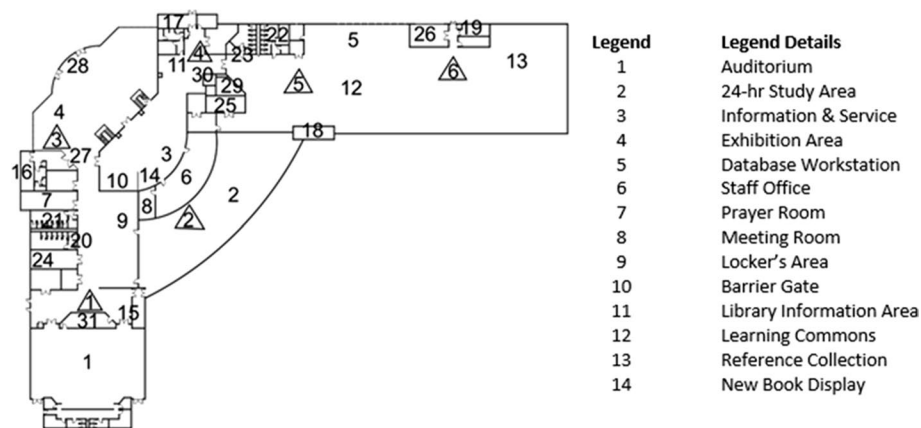 17
28
4
11
30
23
22
29
25
5
5
12
26
19
6
13
4
3
27
16
7
10
14
3
6
8
2
2
18
9
21
20
24
1
15
31
1
Legend Legend Details
1 Auditorium
2 24-hr Study Area
3 Information & Service
4 Exhibition Area
5 Database Workstation
6 Staff Office
7 Prayer Room
8 Meeting Room
9 Locker's Area
10 Barrier Gate
11 Library Information Area
12 Learning Commons
13 Reference Collection
14 New Book Display